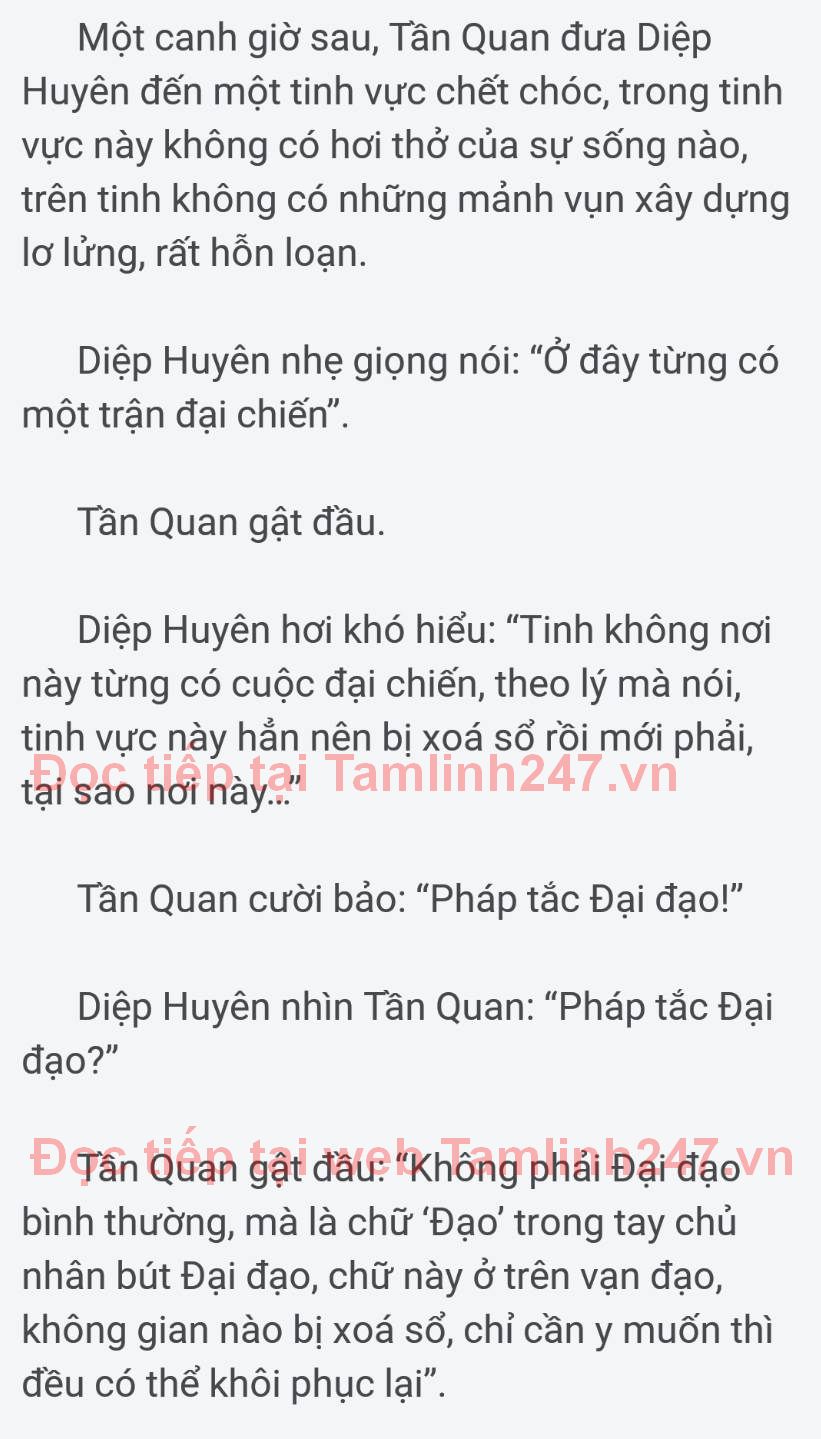 Một canh giờ sau, Tần Quan đưa Diệp
Huyên đến một tinh vực chết chóc, trong tinh
vực này không có hơi thở của sự sống nào,
trên tinh không có những mảnh vụn xây dựng
lơ lửng, rất hỗn loạn.
Diệp Huyên nhẹ giọng nói: “Ở đây từng có
một trận đại chiến”.
Tần Quan gật đầu.
Diệp Huyên hơi khó hiểu: “Tinh không nơi
này từng có cuộc đại chiến, theo lý mà nói,
tinh vực này hẳn nên bị xoá sổ rồi mới phải,
Đọc tiếp tại Tamlinh247.vn
tại sao nơi này...”
Tần Quan cười bảo: “Pháp tắc Đại đạo!”
Diệp Huyên nhìn Tần Quan: “Pháp tắc Đại
đạo?”
Đọc tiếp tại web Tamlinh247.vn
Tần Quan gật đầu: “Không phải Đại đạo
bình thường, mà là chữ ‘Đạo’ trong tay chủ
nhân bút Đại đạo, chữ này ở trên vạn đạo,
không gian nào bị xoá sổ, chỉ cần y muốn thì
đều có thể khôi phục lại”.